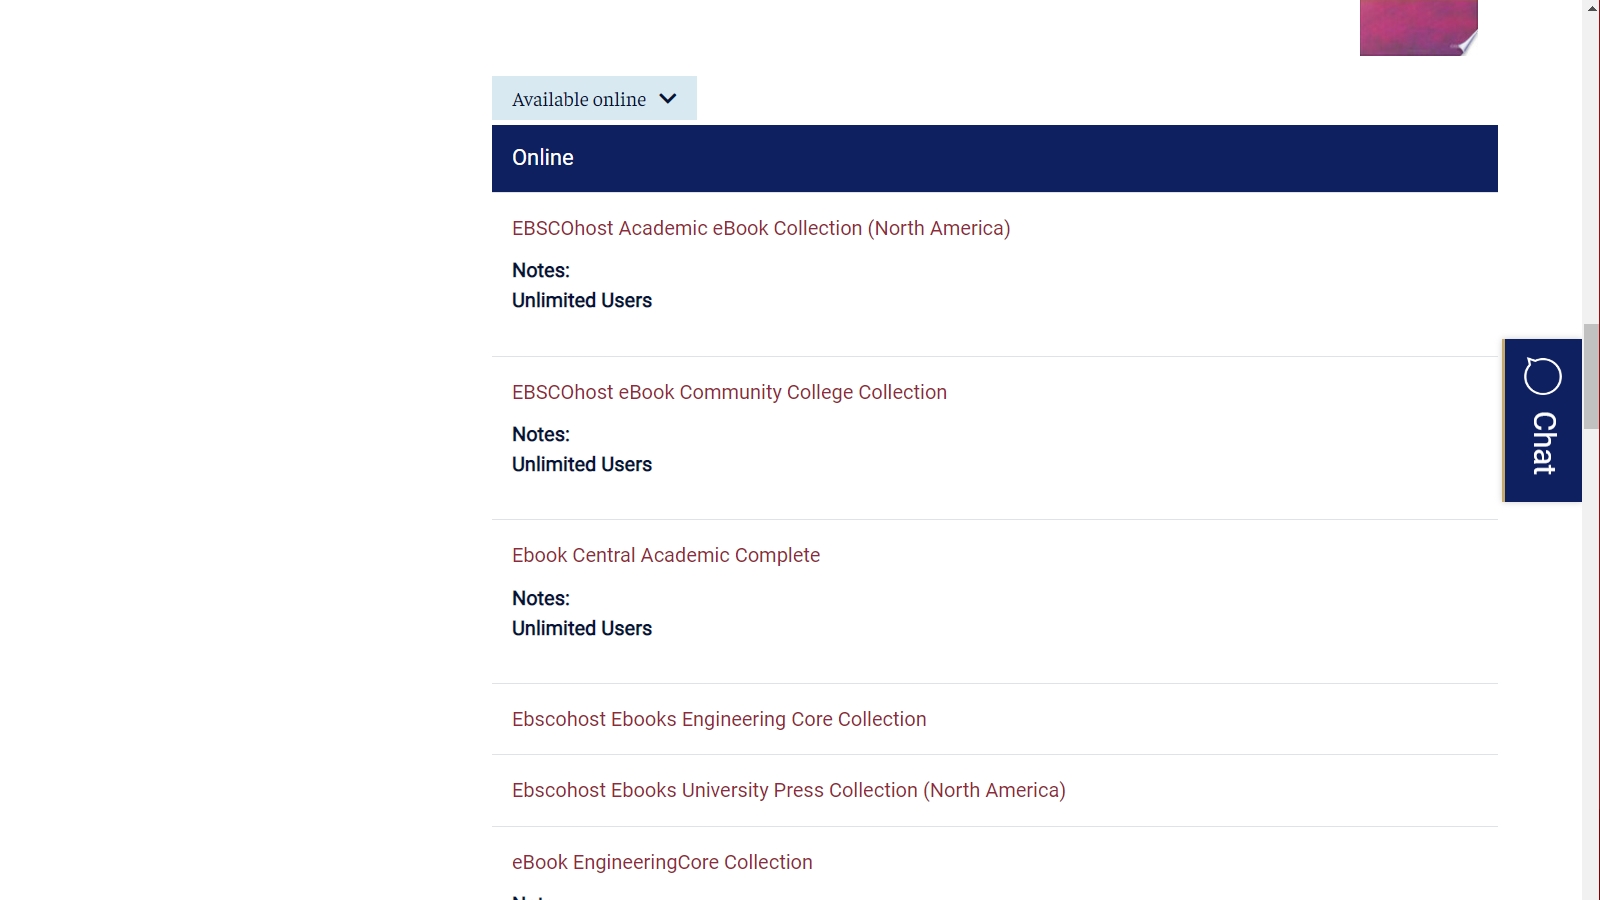 Available online
Online
EBSCOhost Academic eBook Collection (North America)
Notes:
Unlimited Users
EBSCOhost eBook Community College Collection
Notes:
Unlimited Users
Chat
Ebook Central Academic Complete
Notes:
Unlimited Users
Ebscohost Ebooks Engineering Core Collection
Ebscohost Ebooks University Press Collection (North America)
eBook EngineeringCore Collection